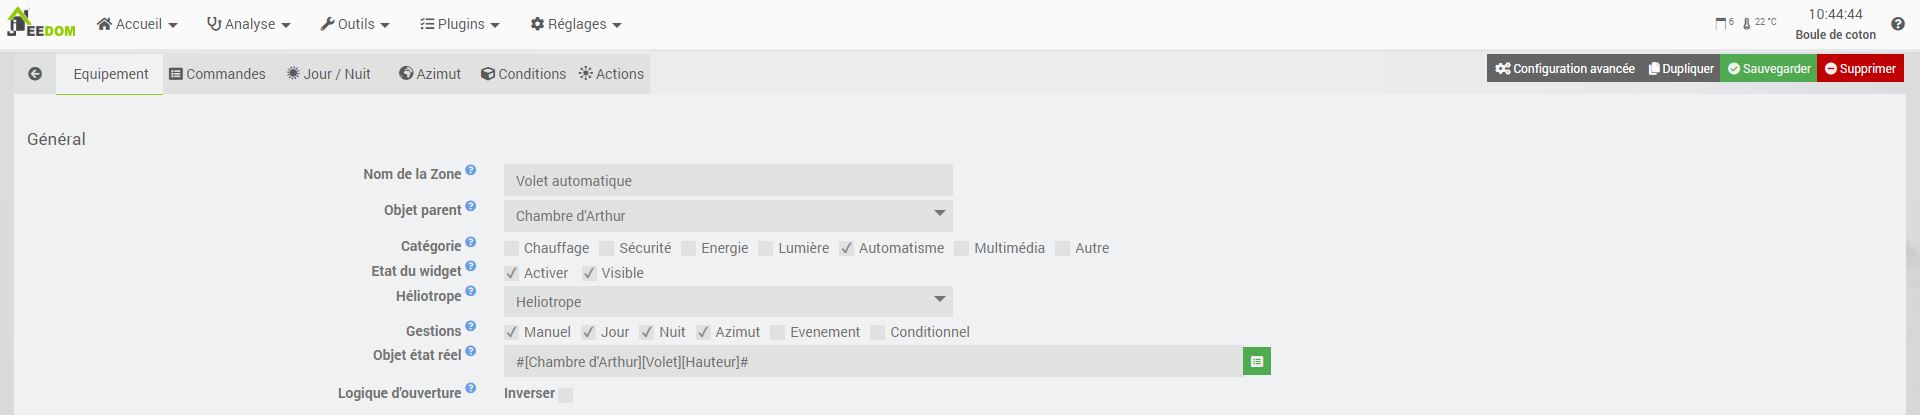 JEEDOM Accueil Analyse Outils Plugins Réglages 6 22 °C 10:44:44
Boule de coton
Equipement Commandes Jour / Nuit Azimut Conditions Actions Configuration avancée Dupliquer Sauvegarder Supprimer
Général
Nom de la Zone Volet automatique
Objet parent Chambre d'Arthur
Catégorie Chauffage Sécurité Energie Lumière Automatisme Multimédia Autre
Etat du widget Activer Visible
Héliotrope Heliotrope
Gestions Manuel Jour Nuit Azimut Evenement Conditionnel
Objet état réel #[Chambre d'Arthur][Volet][Hauteur]#
Logique d'ouverture Inverser